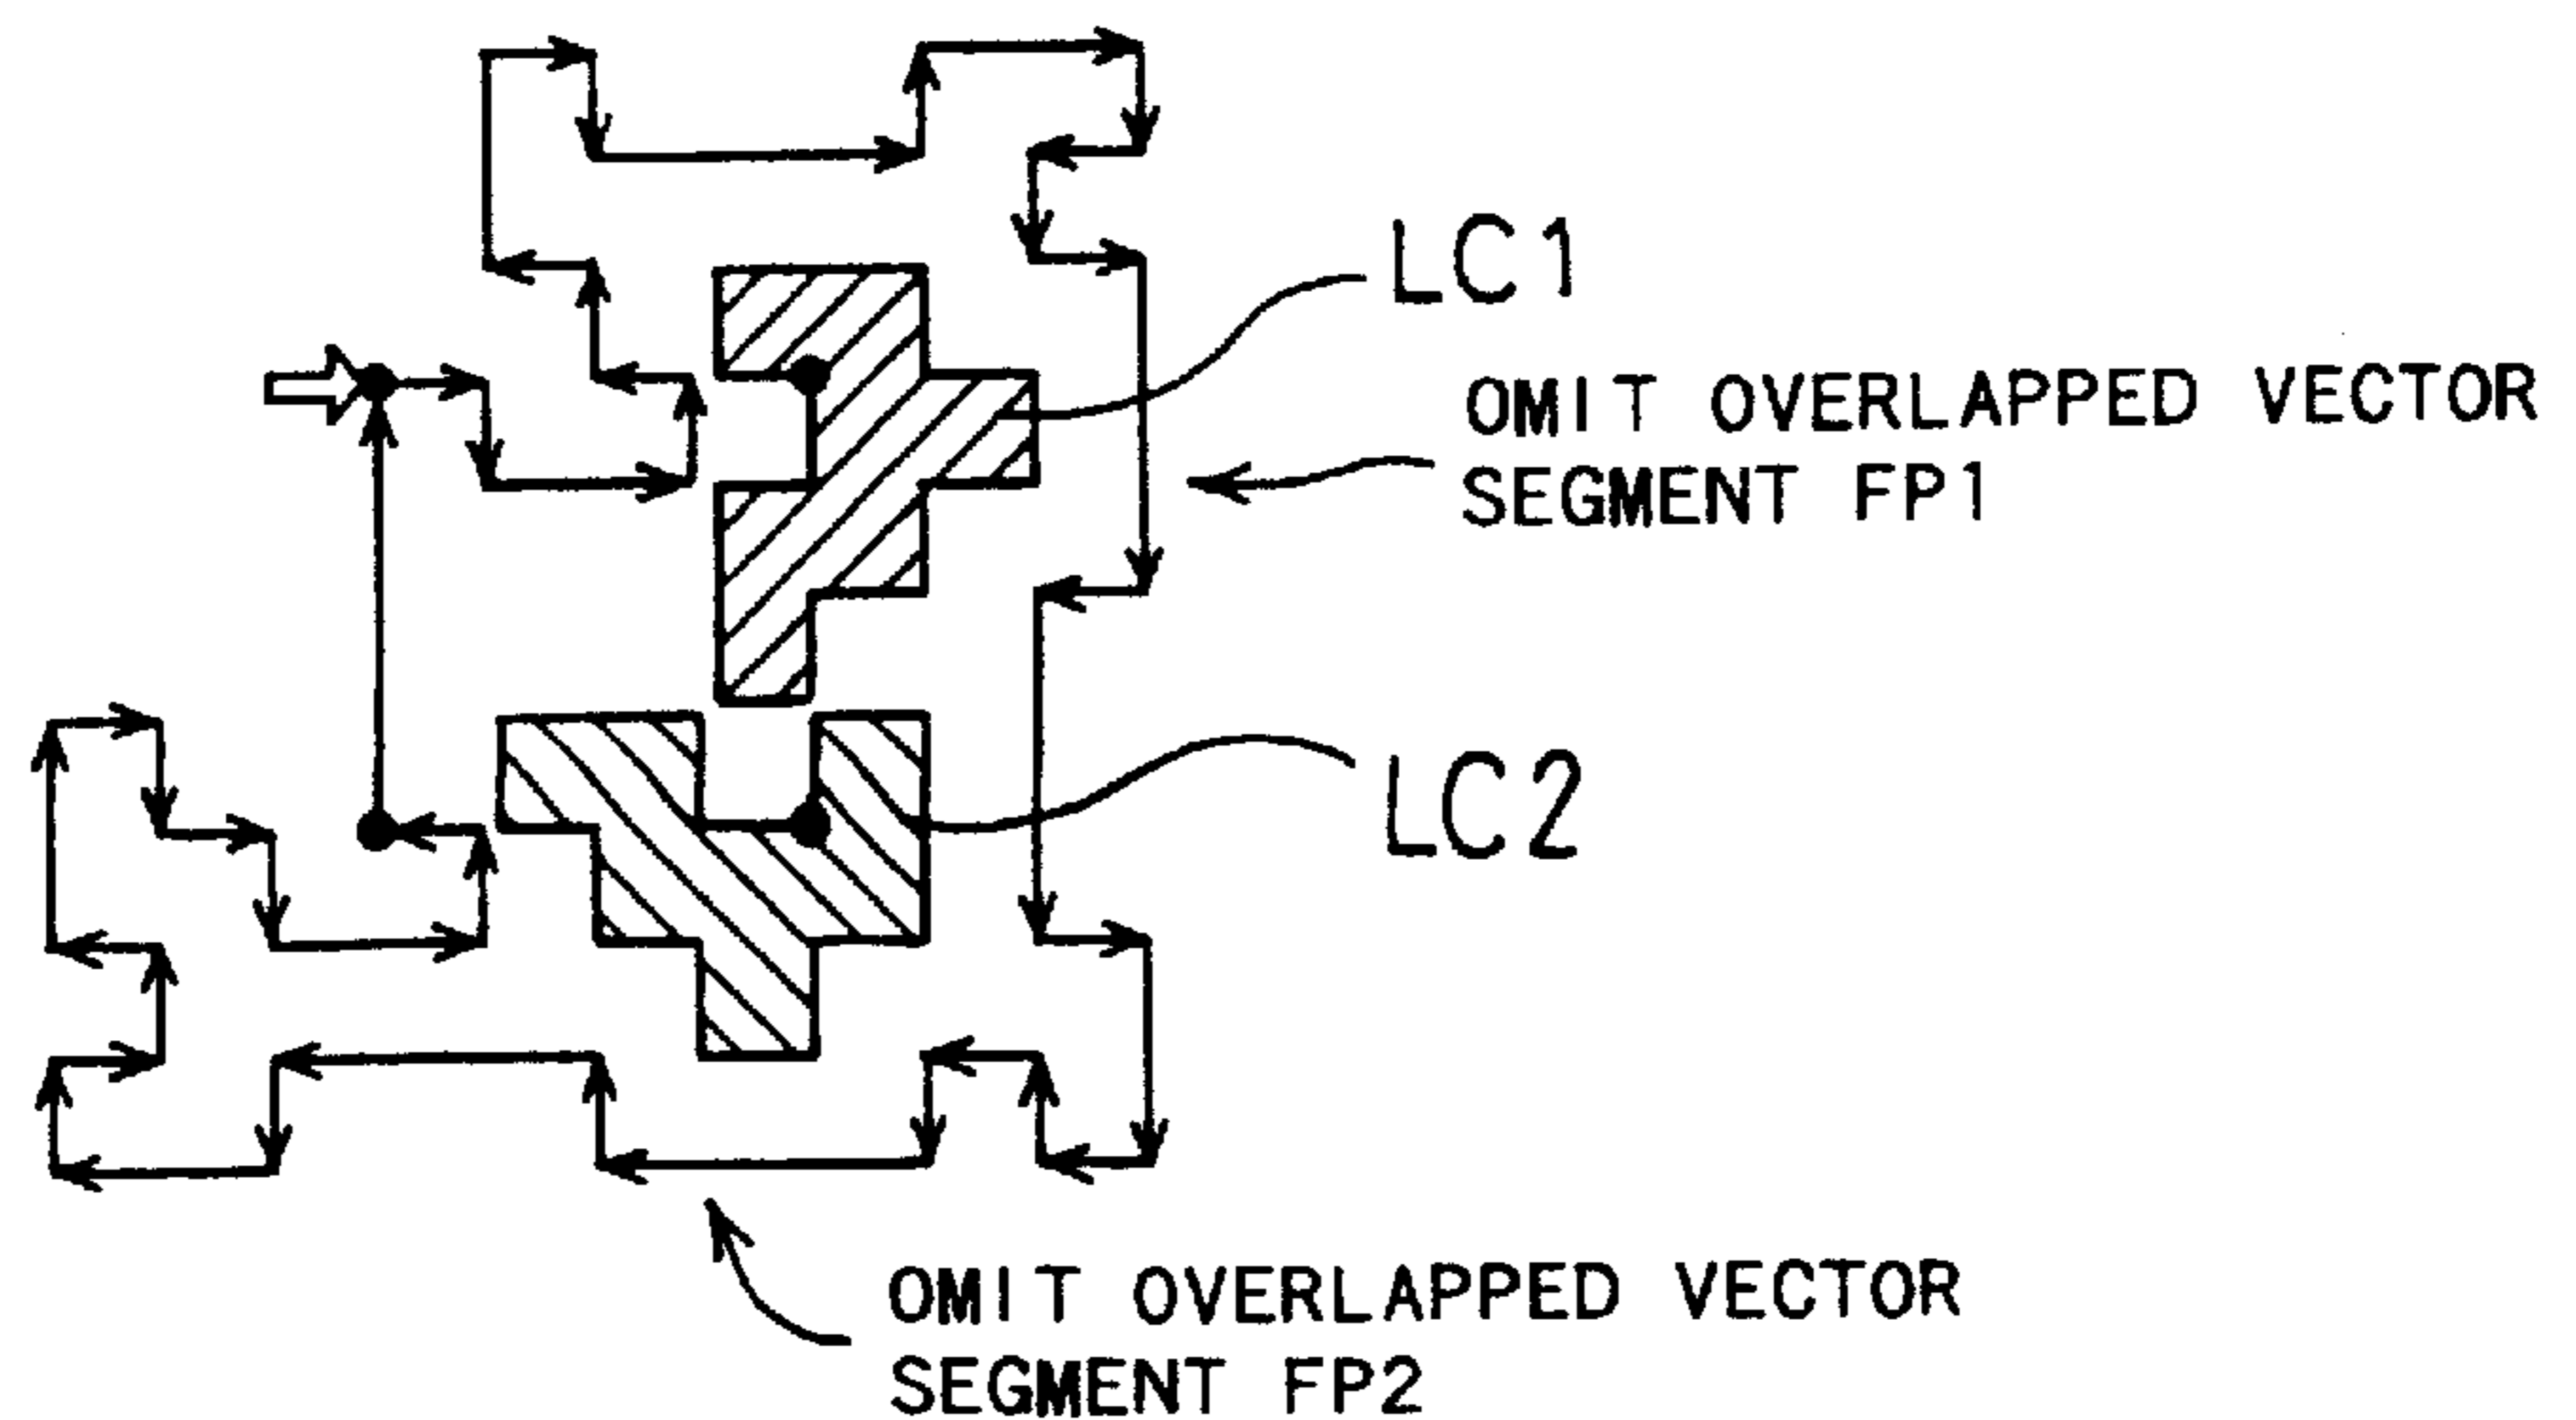 LC1
OMIT OVERLAPPED VECTOR
SEGMENT FP1
LC2
OMIT OVERLAPPED VECTOR
SEGMENT FP2